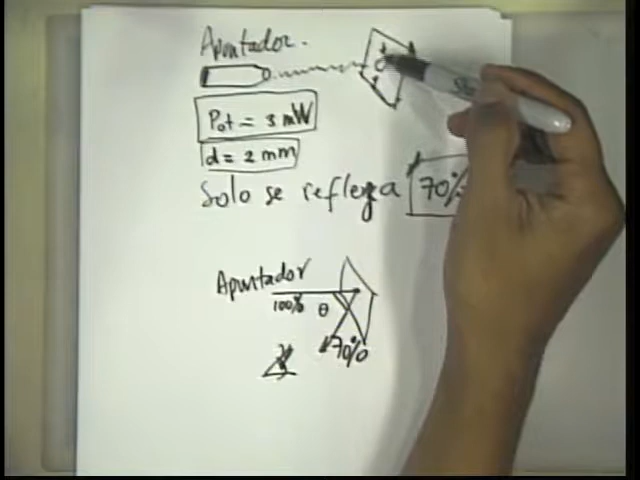 Apuntador.
Pot = 3 mW
d = 2 mm
Solo se refleja 70%
Apuntador
100% θ
70%